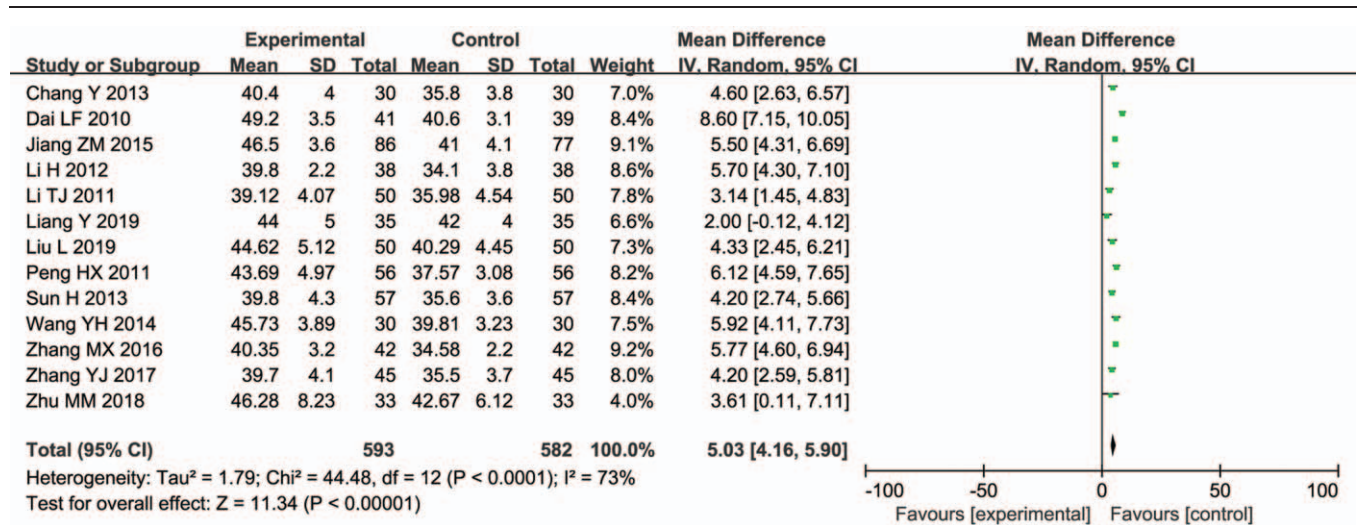 Experimental Control Mean Difference Mean Difference
Study or Subgroup Mean SD Total Mean SD Total Weight IV, Random, 95% CI IV, Random, 95% CI
Chang Y 2013 40.4 4 30 35.8 3.8 30 7.0% 4.60 [2.63, 6.57]
Dai LF 2010 49.2 3.5 41 40.6 3.1 39 8.4% 8.60 [7.15, 10.05]
Jiang ZM 2015 46.5 3.6 86 41 4.1 77 9.1% 5.50 [4.31, 6.69]
Li H 2012 39.8 2.2 38 34.1 3.8 38 8.6% 5.70 [4.30, 7.10]
Li TJ 2011 39.12 4.07 50 35.98 4.54 50 7.8% 3.14 [1.45, 4.83]
Liang Y 2019 44 5 35 42 4 35 6.6% 2.00 [-0.12, 4.12]
Liu L 2019 44.62 5.12 50 40.29 4.45 50 7.3% 4.33 [2.45, 6.21]
Peng HX 2011 43.69 4.97 56 37.57 3.08 56 8.2% 6.12 [4.59, 7.65]
Sun H 2013 39.8 4.3 57 35.6 3.6 57 8.4% 4.20 [2.74, 5.66]
Wang YH 2014 45.73 3.89 30 39.81 3.23 30 7.5% 5.92 [4.11, 7.73]
Zhang MX 2016 40.35 3.2 42 34.58 2.2 42 9.2% 5.77 [4.60, 6.94]
Zhang YJ 2017 39.7 4.1 45 35.5 3.7 45 8.0% 4.20 [2.59, 5.81]
Zhu MM 2018 46.28 8.23 33 42.67 6.12 33 4.0% 3.61 [0.11, 7.11]
Total (95% CI) 593 582 100.0% 5.03 [4.16, 5.90]
Heterogeneity: Tau² = 1.79; Chi² = 44.48, df = 12 (P < 0.0001); I² = 73%
Test for overall effect: Z = 11.34 (P < 0.00001)
-100 -50 0 50 100
Favours [experimental] Favours [control]